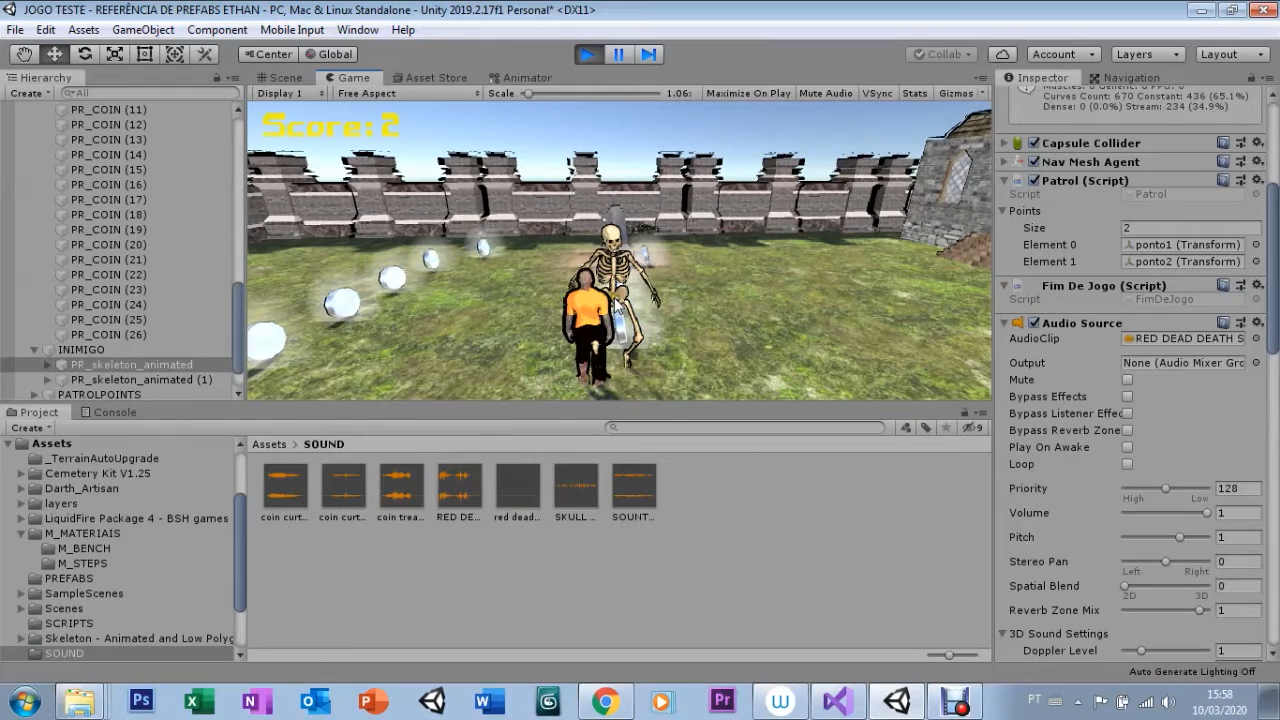 JOGO TESTE - REFERÊNCIA DE PREFABS ETHAN - PC, Mac & Linux Standalone - Unity 2019.2.17f1 Personal* <DX11>
File Edit Assets GameObject Component Mobile Input Window Help
Center Global Collab Account Layers Layout
Hierarchy Scene Game Asset Store Animator Inspector Navigation
Create All Display 1 Free Aspect Scale 1.06x Maximize On Play Mute Audio VSync Stats Gizmos
Curves Count: 670 Constant: 436 (65.1%)
Dense: 0 (0.0%) Stream: 234 (34.9%)
PR_COIN (11)
PR_COIN (12)
PR_COIN (13)
PR_COIN (14)
PR_COIN (15)
PR_COIN (16)
PR_COIN (17)
PR_COIN (18)
PR_COIN (19)
PR_COIN (20)
PR_COIN (21)
PR_COIN (22)
PR_COIN (23)
PR_COIN (24)
PR_COIN (25)
PR_COIN (26)
INIMIGO
PR_skeleton_animated
PR_skeleton_animated (1)
PATROLPOINTS
Score:2
Capsule Collider
Nav Mesh Agent
Patrol (Script)
Script Patrol
Points
Size 2
Element 0 ponto1 (Transform)
Element 1 ponto2 (Transform)
Fim De Jogo (Script)
Script FimDeJogo
Audio Source
AudioClip RED DEAD DEATH S
Output None (Audio Mixer Gro
Mute
Bypass Effects
Bypass Listener Effec
Bypass Reverb Zone
Play On Awake
Loop
Priority 128
High Low
Volume 1
Pitch 1
Stereo Pan 0
Left Right
Spatial Blend 0
2D 3D
Reverb Zone Mix 1
3D Sound Settings
Doppler Level 1
Project Console
Create 9
Assets
_TerrainAutoUpgrade
Cemetery Kit V1.25
Darth_Artisan
layers
LiquidFire Package 4 - BSH games
M_MATERIAIS
M_BENCH
M_STEPS
PREFABS
SampleScenes
Scenes
SCRIPTS
Skeleton - Animated and Low Polyg
SOUND
Assets SOUND
coin curt... coin curt... coin trea... RED DE... red dead... SKULL ... SOUNT...
Auto Generate Lighting Off
PT 15:58
10/03/2020